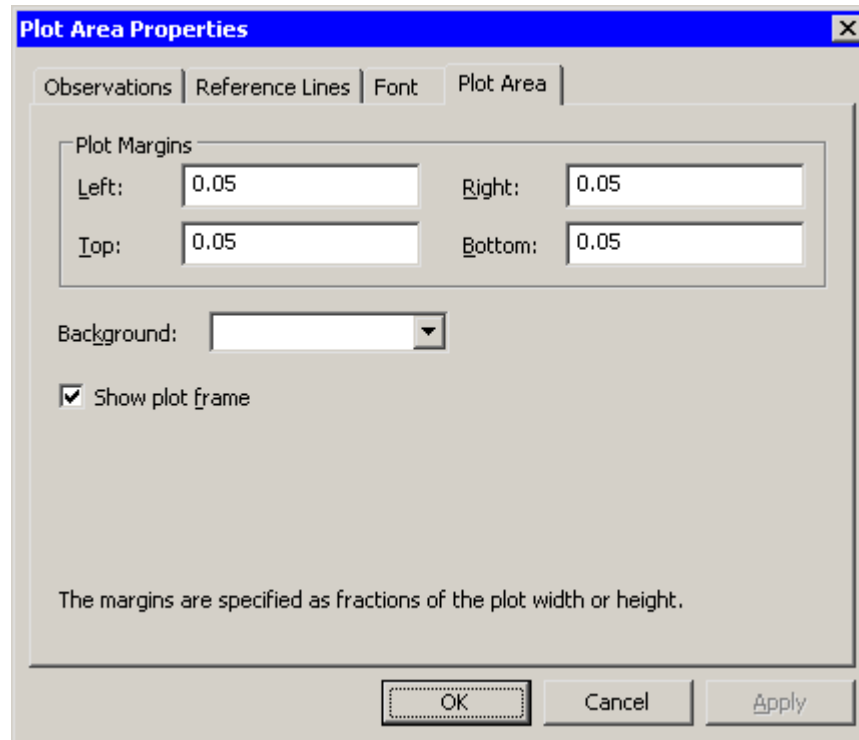 Plot Area Properties
Observations Reference Lines Font Plot Area
Plot Margins
Left: 0.05 Right: 0.05
Top: 0.05 Bottom: 0.05
Background:
Show plot frame
The margins are specified as fractions of the plot width or height.
OK Cancel Apply